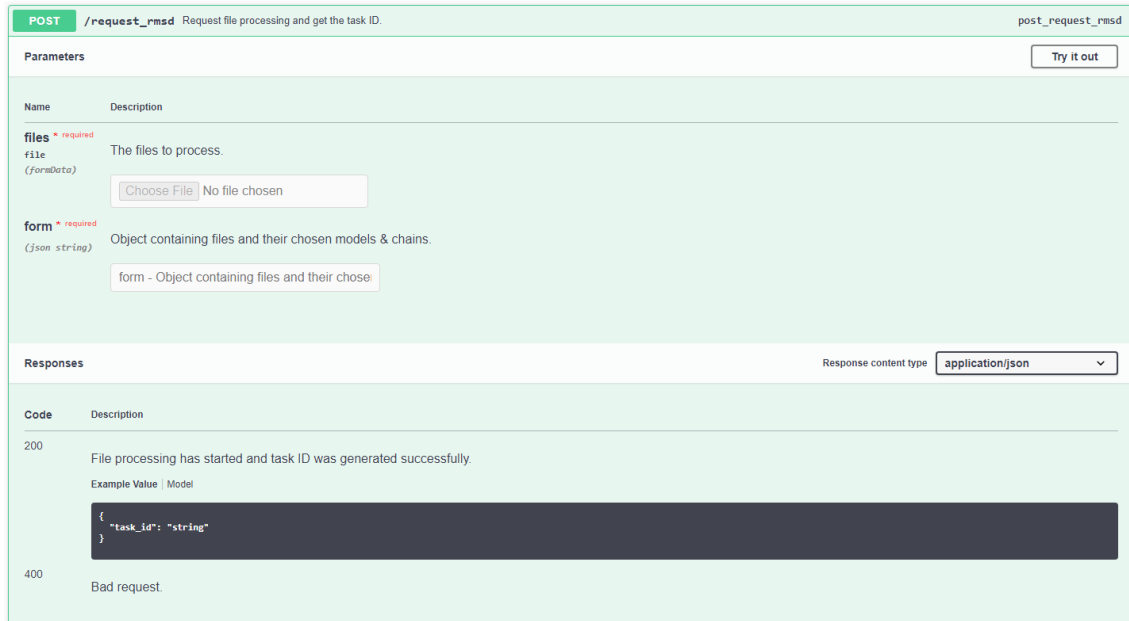 POST /request_rmsd Request file processing and get the task ID. post_request_rmsd
Parameters Try it out
Name Description
files * required
file
(formData)
The files to process.
Choose File No file chosen
form * required
(json string)
Object containing files and their chosen models & chains.
form - Object containing files and their chose
Responses Response content type application/json
Code Description
200
File processing has started and task ID was generated successfully.
Example Value | Model
{
"task_id": "string"
}
400
Bad request.